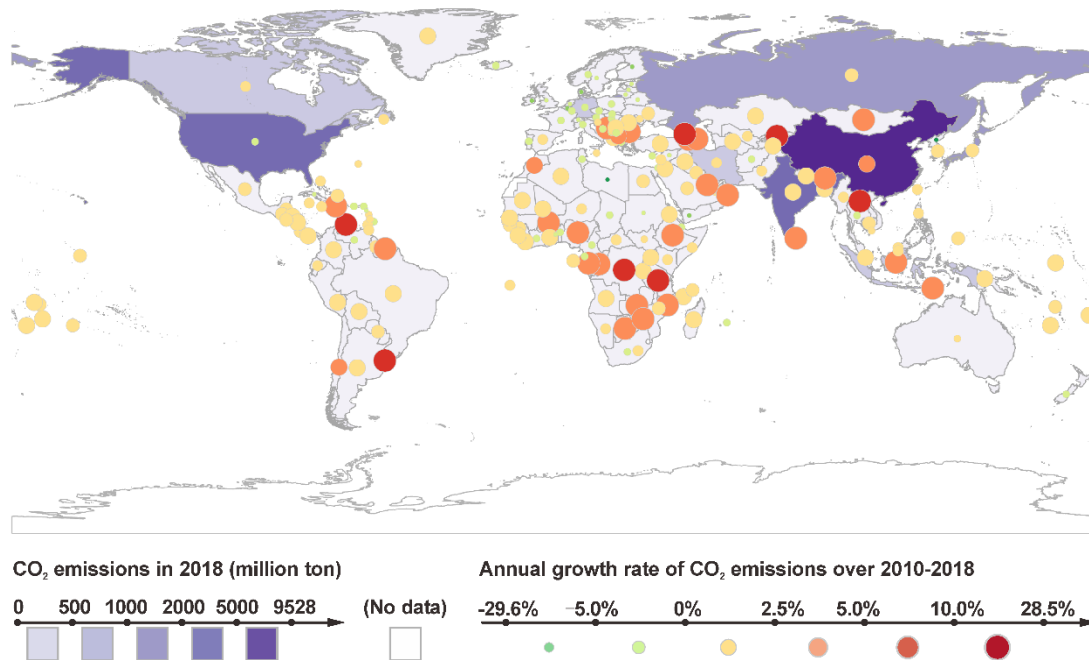 CO₂ emissions in 2018 (million ton)
0 500 1000 2000 5000 9528
(No data)
Annual growth rate of CO₂ emissions over 2010-2018
-29.6% −5.0% 0% 2.5% 5.0% 10.0% 28.5%